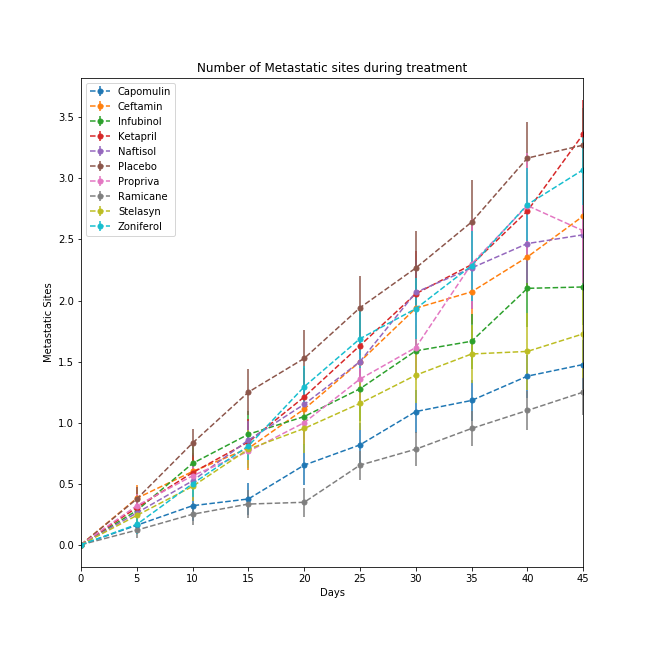 Number of Metastatic sites during treatment
Capomulin
Ceftamin
Infubinol
Ketapril
Naftisol
Placebo
Propriva
Ramicane
Stelasyn
Zoniferol
Metastatic Sites
3.5
3.0
2.5
2.0
1.5
1.0
0.5
0.0
0 5 10 15 20 25 30 35 40 45
Days